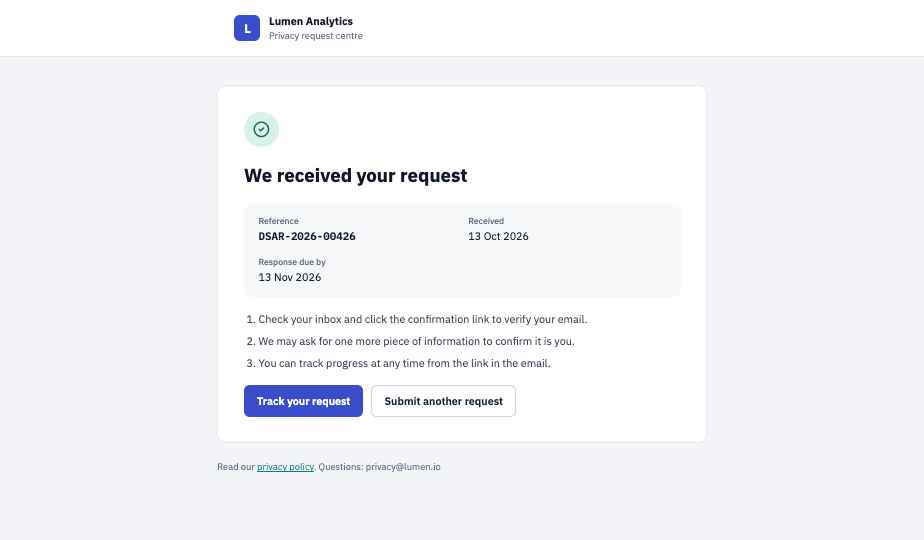 L
Lumen Analytics
Privacy request centre
We received your request
Reference
DSAR-2026-00426
Received
13 Oct 2026
Response due by
13 Nov 2026
1. Check your inbox and click the confirmation link to verify your email.
2. We may ask for one more piece of information to confirm it is you.
3. You can track progress at any time from the link in the email.
Track your request
Submit another request
Read our privacy policy. Questions: privacy@lumen.io